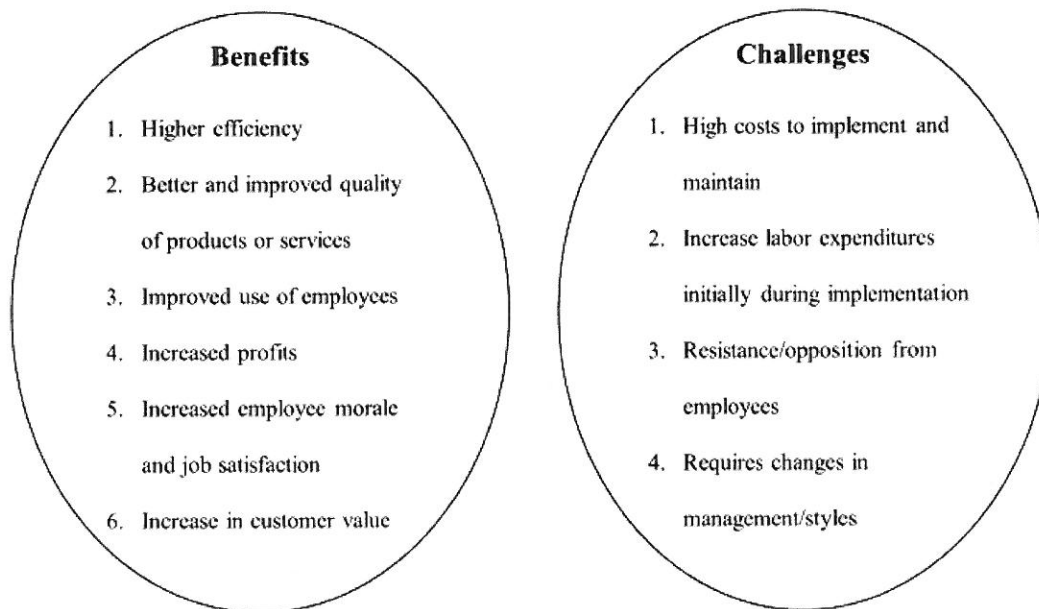 Benefits
1. Higher efficiency
2. Better and improved quality
of products or services
3. Improved use of employees
4. Increased profits
5. Increased employee morale
and job satisfaction
6. Increase in customer value
Challenges
1. High costs to implement and
maintain
2. Increase labor expenditures
initially during implementation
3. Resistance/opposition from
employees
4. Requires changes in
management/styles